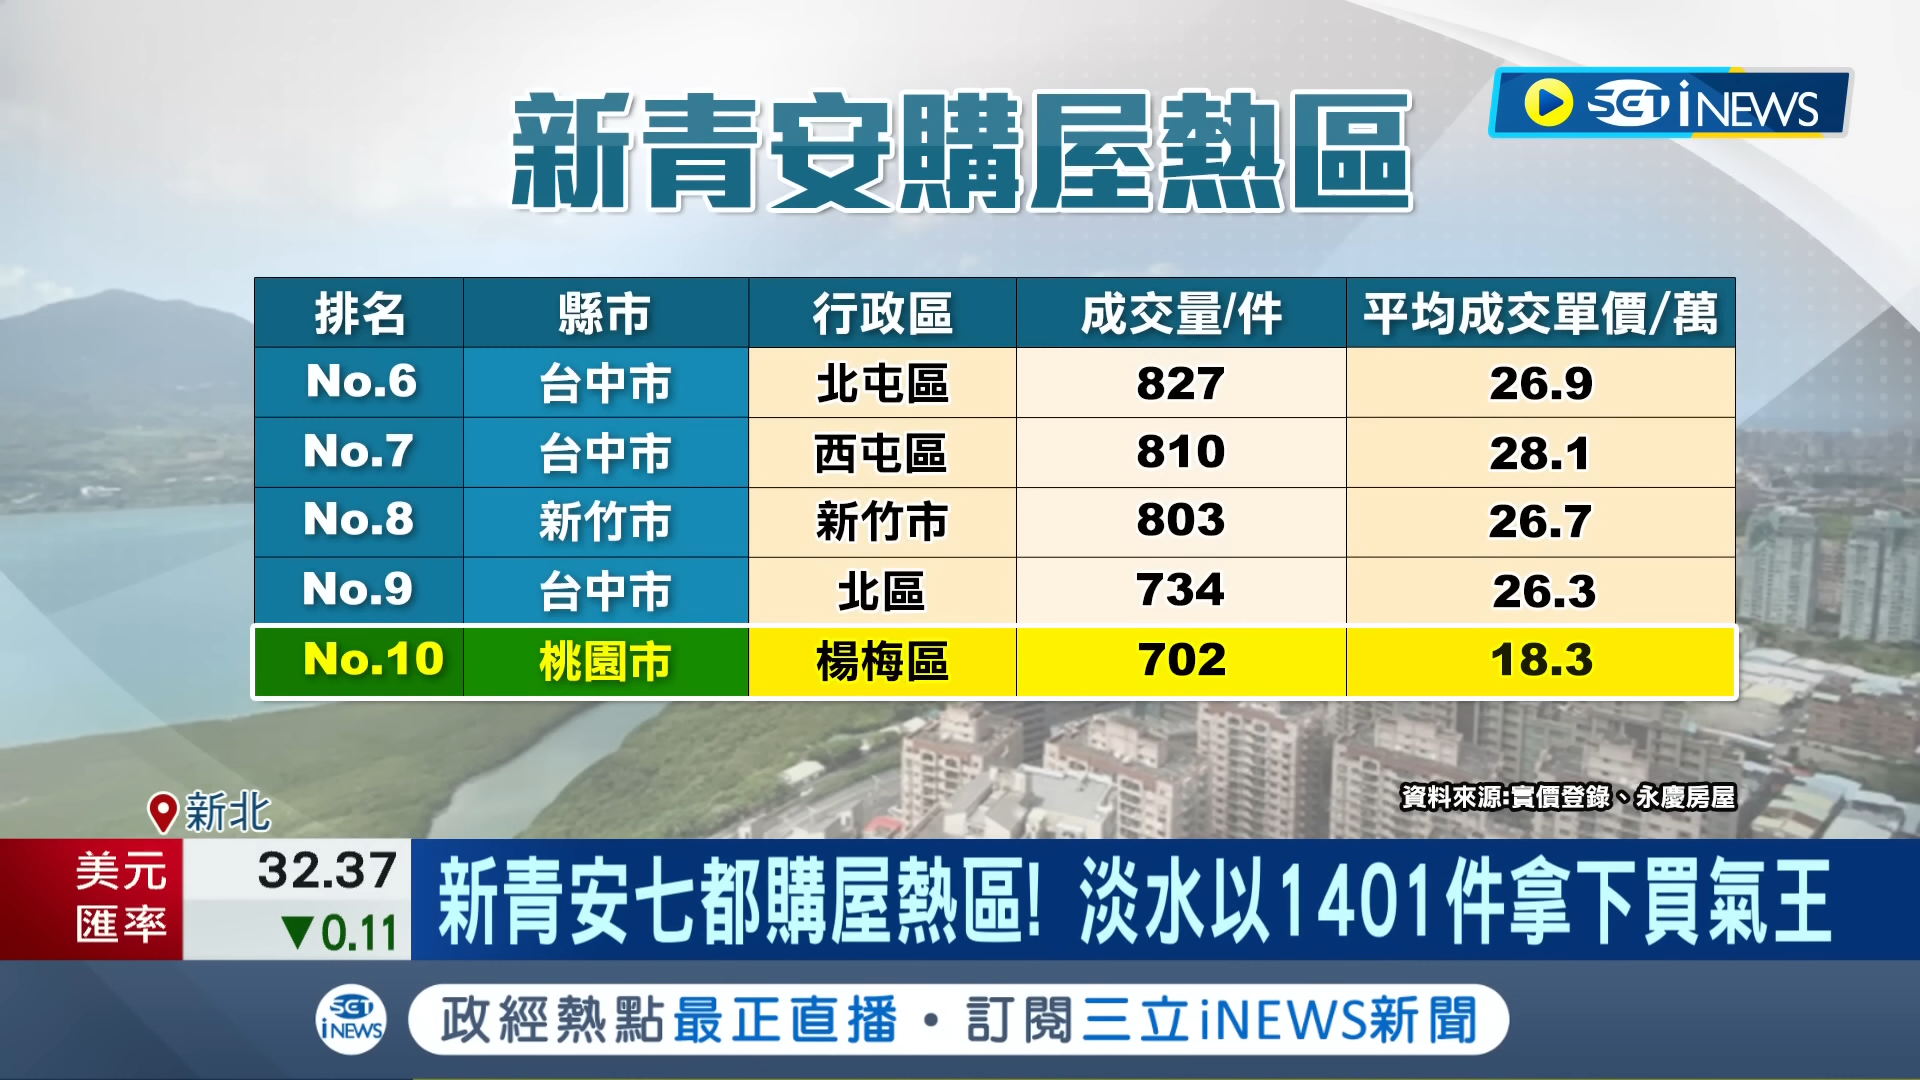 新青安購屋熱區
SET iNEWS
排名 縣市 行政區 成交量/件 平均成交單價/萬
No.6 台中市 北屯區 827 26.9
No.7 台中市 西屯區 810 28.1
No.8 新竹市 新竹市 803 26.7
No.9 台中市 北區 734 26.3
No.10 桃園市 楊梅區 702 18.3
資料來源:實價登錄、永慶房屋
新北
美元匯率 32.37 ▼0.11
新青安七都購屋熱區! 淡水以1401件拿下買氣王
SET iNEWS
政經熱點最正直播・訂閱三立iNEWS新聞